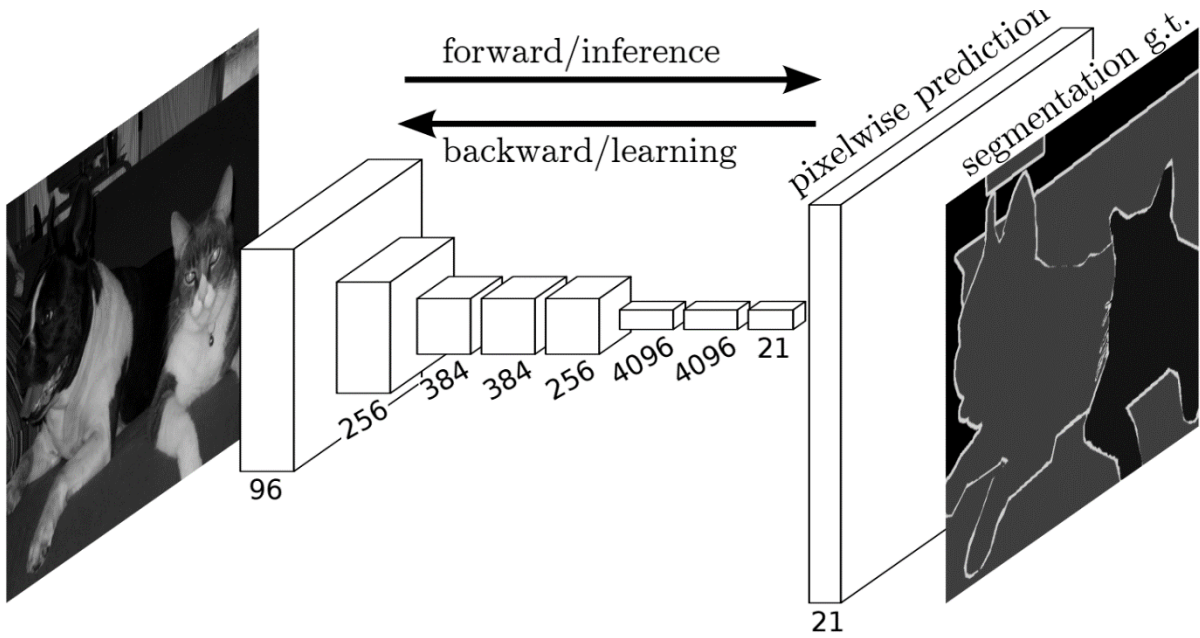 forward/inference
backward/learning
pixelwise prediction
segmentation g.t.
96
256
384
384
256
4096
4096
21
21